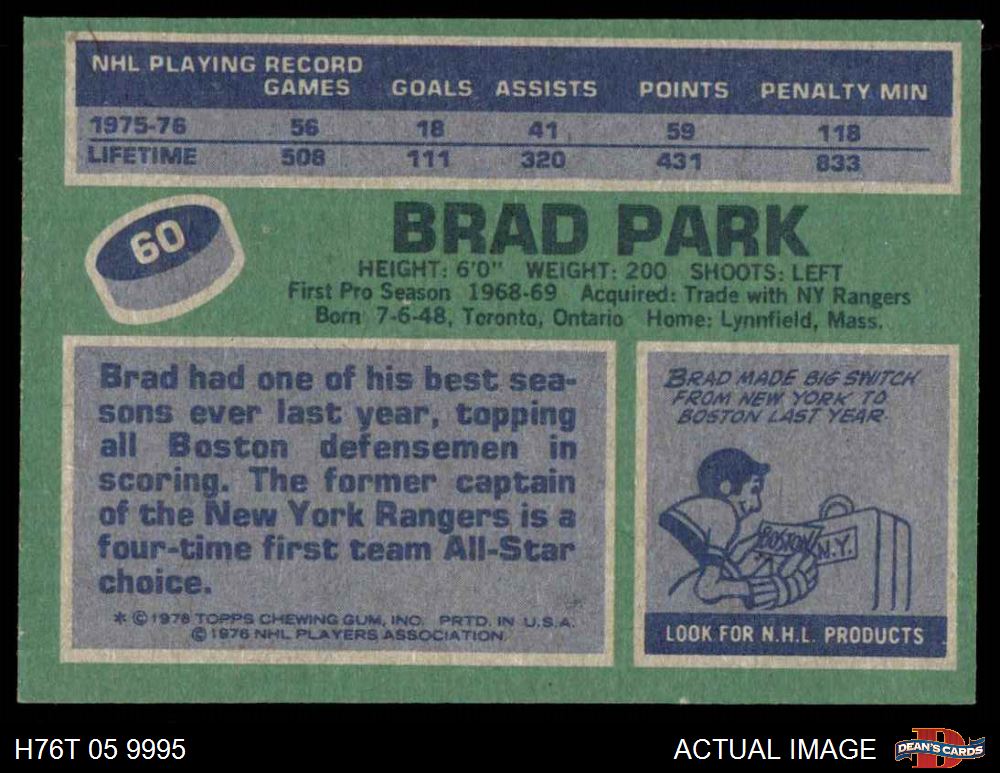 NHL PLAYING RECORD
GAMES GOALS ASSISTS POINTS PENALTY MIN
1975-76 56 18 41 59 118
LIFETIME 508 111 320 431 833
60
BRAD PARK
HEIGHT: 6'0" WEIGHT: 200 SHOOTS: LEFT
First Pro Season 1968-69 Acquired: Trade with NY Rangers
Born 7-6-48, Toronto, Ontario Home: Lynnfield, Mass.
Brad had one of his best sea-
sons ever last year, topping
all Boston defensemen in
scoring. The former captain
of the New York Rangers is a
four-time first team All-Star
choice.
* © 1976 TOPPS CHEWING GUM, INC. PRTD. IN U.S.A.
© 1976 NHL PLAYERS ASSOCIATION
BRAD MADE BIG SWITCH
FROM NEW YORK TO
BOSTON LAST YEAR.
BOSTON
N.Y.
LOOK FOR N.H.L. PRODUCTS
H76T 05 9995
ACTUAL IMAGE
D
DEAN'S CARDS